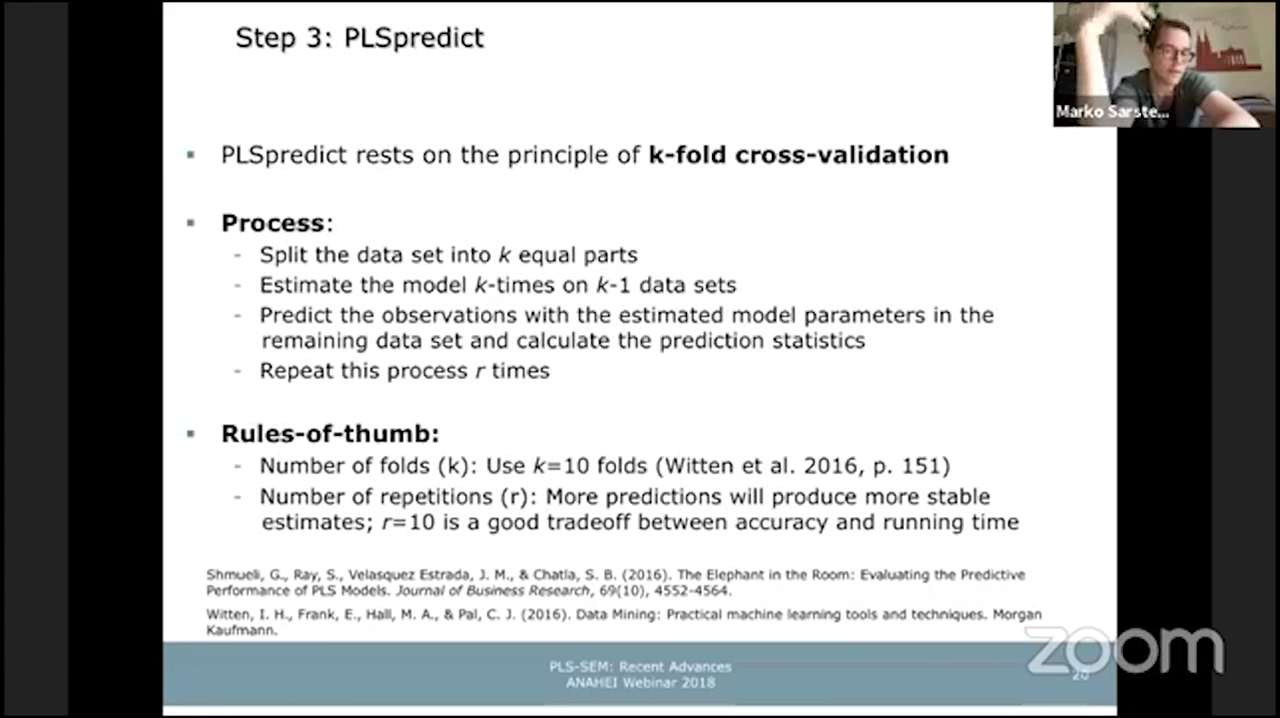 Step 3: PLSpredict
Marko Sarste...
▪ PLSpredict rests on the principle of k-fold cross-validation
▪ Process:
- Split the data set into k equal parts
- Estimate the model k-times on k-1 data sets
- Predict the observations with the estimated model parameters in the
remaining data set and calculate the prediction statistics
- Repeat this process r times
▪ Rules-of-thumb:
- Number of folds (k): Use k=10 folds (Witten et al. 2016, p. 151)
- Number of repetitions (r): More predictions will produce more stable
estimates; r=10 is a good tradeoff between accuracy and running time
Shmueli, G., Ray, S., Velasquez Estrada, J. M., & Chatla, S. B. (2016). The Elephant in the Room: Evaluating the Predictive
Performance of PLS Models. Journal of Business Research, 69(10), 4552-4564.
Witten, I. H., Frank, E., Hall, M. A., & Pal, C. J. (2016). Data Mining: Practical machine learning tools and techniques. Morgan
Kaufmann.
zoom
PLS-SEM: Recent Advances
ANAHEI Webinar 2018